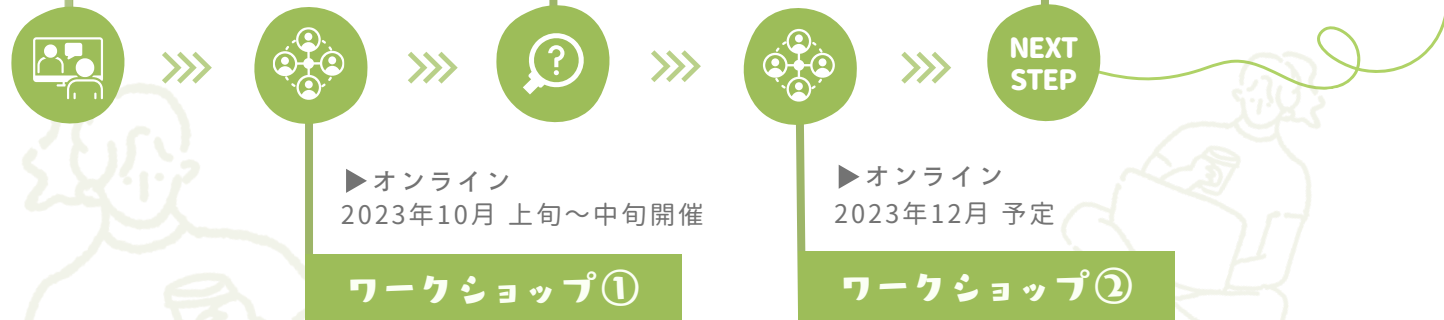 NEXT
STEP
▶オンライン
2023年10月 上旬～中旬開催
ワークショップ①
▶オンライン
2023年12月 予定
ワークショップ②